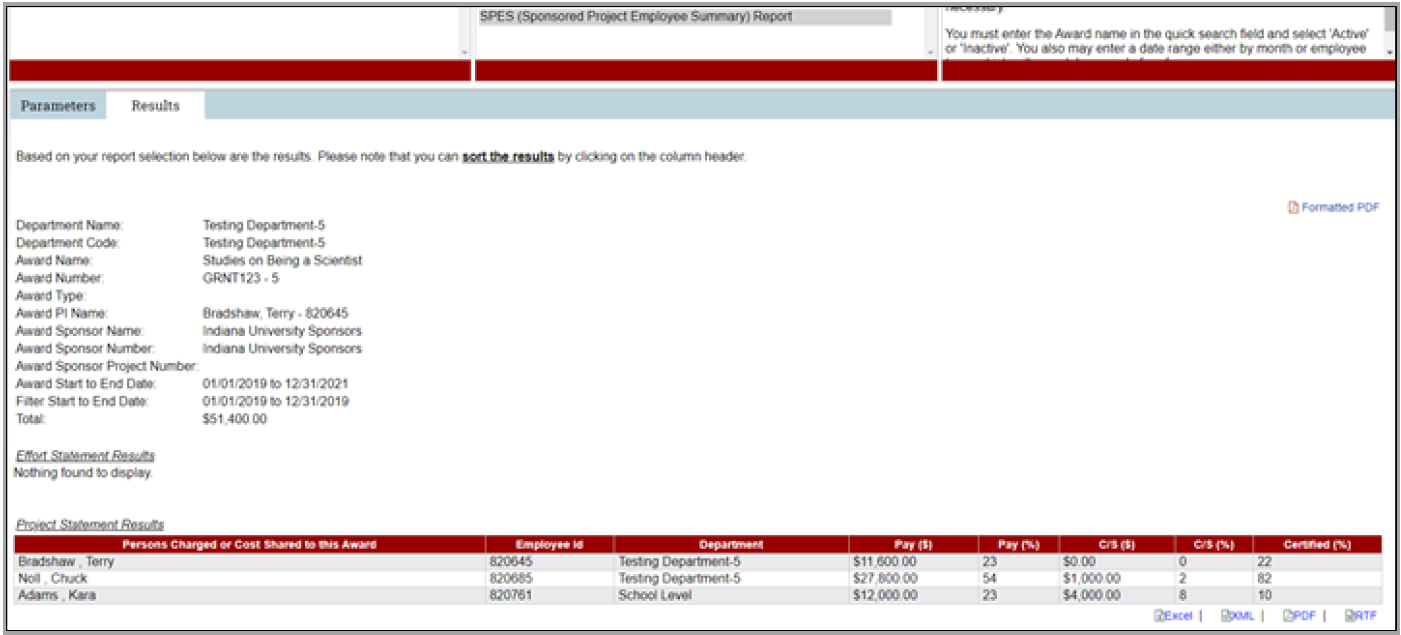 SPES (Sponsored Project Employee Summary) Report
necessary.
You must enter the Award name in the quick search field and select 'Active'
or 'Inactive'. You also may enter a date range either by month or employee
Parameters Results
Based on your report selection below are the results. Please note that you can sort the results by clicking on the column header.
Formatted PDF
Department Name: Testing Department-5
Department Code: Testing Department-5
Award Name: Studies on Being a Scientist
Award Number: GRNT123 - 5
Award Type:
Award PI Name: Bradshaw, Terry - 820645
Award Sponsor Name: Indiana University Sponsors
Award Sponsor Number: Indiana University Sponsors
Award Sponsor Project Number:
Award Start to End Date: 01/01/2019 to 12/31/2021
Filter Start to End Date: 01/01/2019 to 12/31/2019
Total: $51,400.00
Effort Statement Results
Nothing found to display.
Project Statement Results
Persons Charged or Cost Shared to this Award Employee Id Department Pay ($) Pay (%) C/S ($) C/S (%) Certified (%)
Bradshaw , Terry 820645 Testing Department-5 $11,600.00 23 $0.00 0 22
Noll , Chuck 820685 Testing Department-5 $27,800.00 54 $1,000.00 2 82
Adams , Kara 820761 School Level $12,000.00 23 $4,000.00 8 10
Excel | XML | PDF | RTF